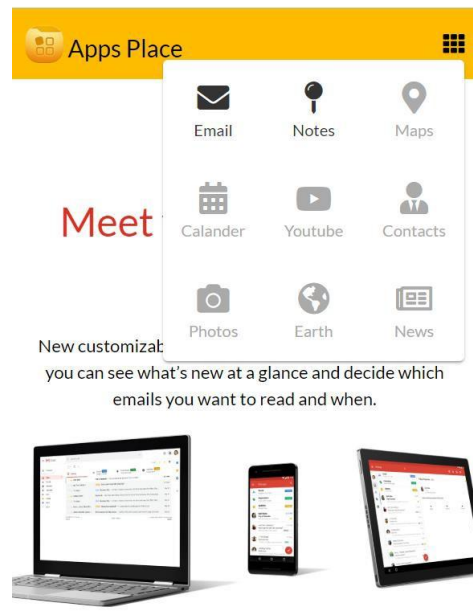 Apps Place
Email Notes Maps
Calander Youtube Contacts
Photos Earth News
Meet
New customizab
you can see what's new at a glance and decide which
emails you want to read and when.